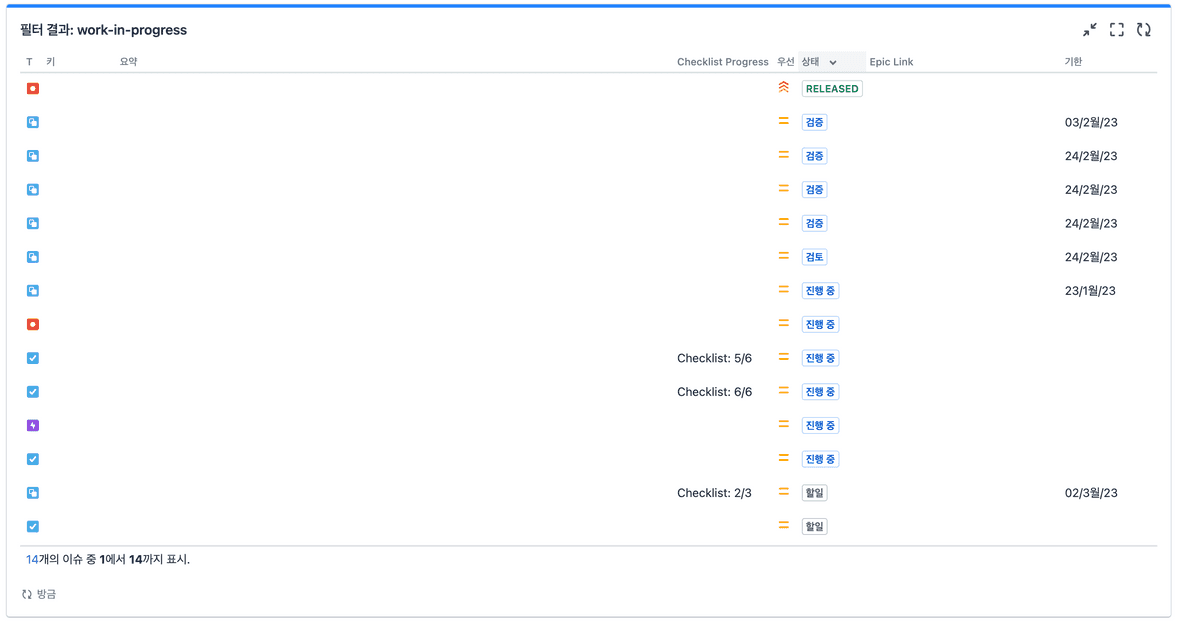 필터 결과: work-in-progress
T 키 요약 Checklist Progress 우선 상태 Epic Link 기한
RELEASED
검증 03/2월/23
검증 24/2월/23
검증 24/2월/23
검증 24/2월/23
검토 24/2월/23
진행 중 23/1월/23
진행 중
Checklist: 5/6 진행 중
Checklist: 6/6 진행 중
진행 중
진행 중
Checklist: 2/3 할일 02/3월/23
할일
14개의 이슈 중 1에서 14까지 표시.
방금